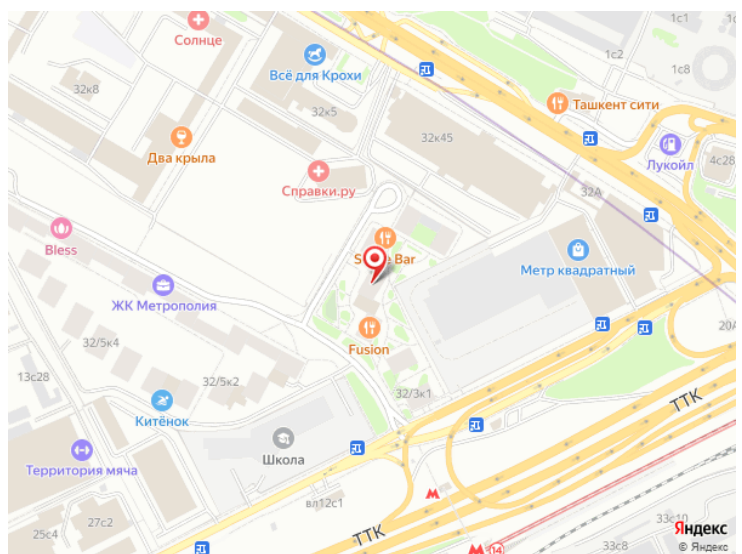 1с5
1с2
1с8
Солнце
Всё для Крохи
32к8
32к5
Ташкент сити
Два крыла
32к45
Лукойл
4с28
Справки.ру
32А
Bless
Bar
Метр квадратный
ЖК Метрополия
20А
Fusion
32/5к4
13с28
32/5к2
32/3к1
ТТК
Китёнок
Школа
Территория мяча
вл12с1
27с2
25с4
ТТК
14
33с10
33с8
Яндекс
© Яндекс